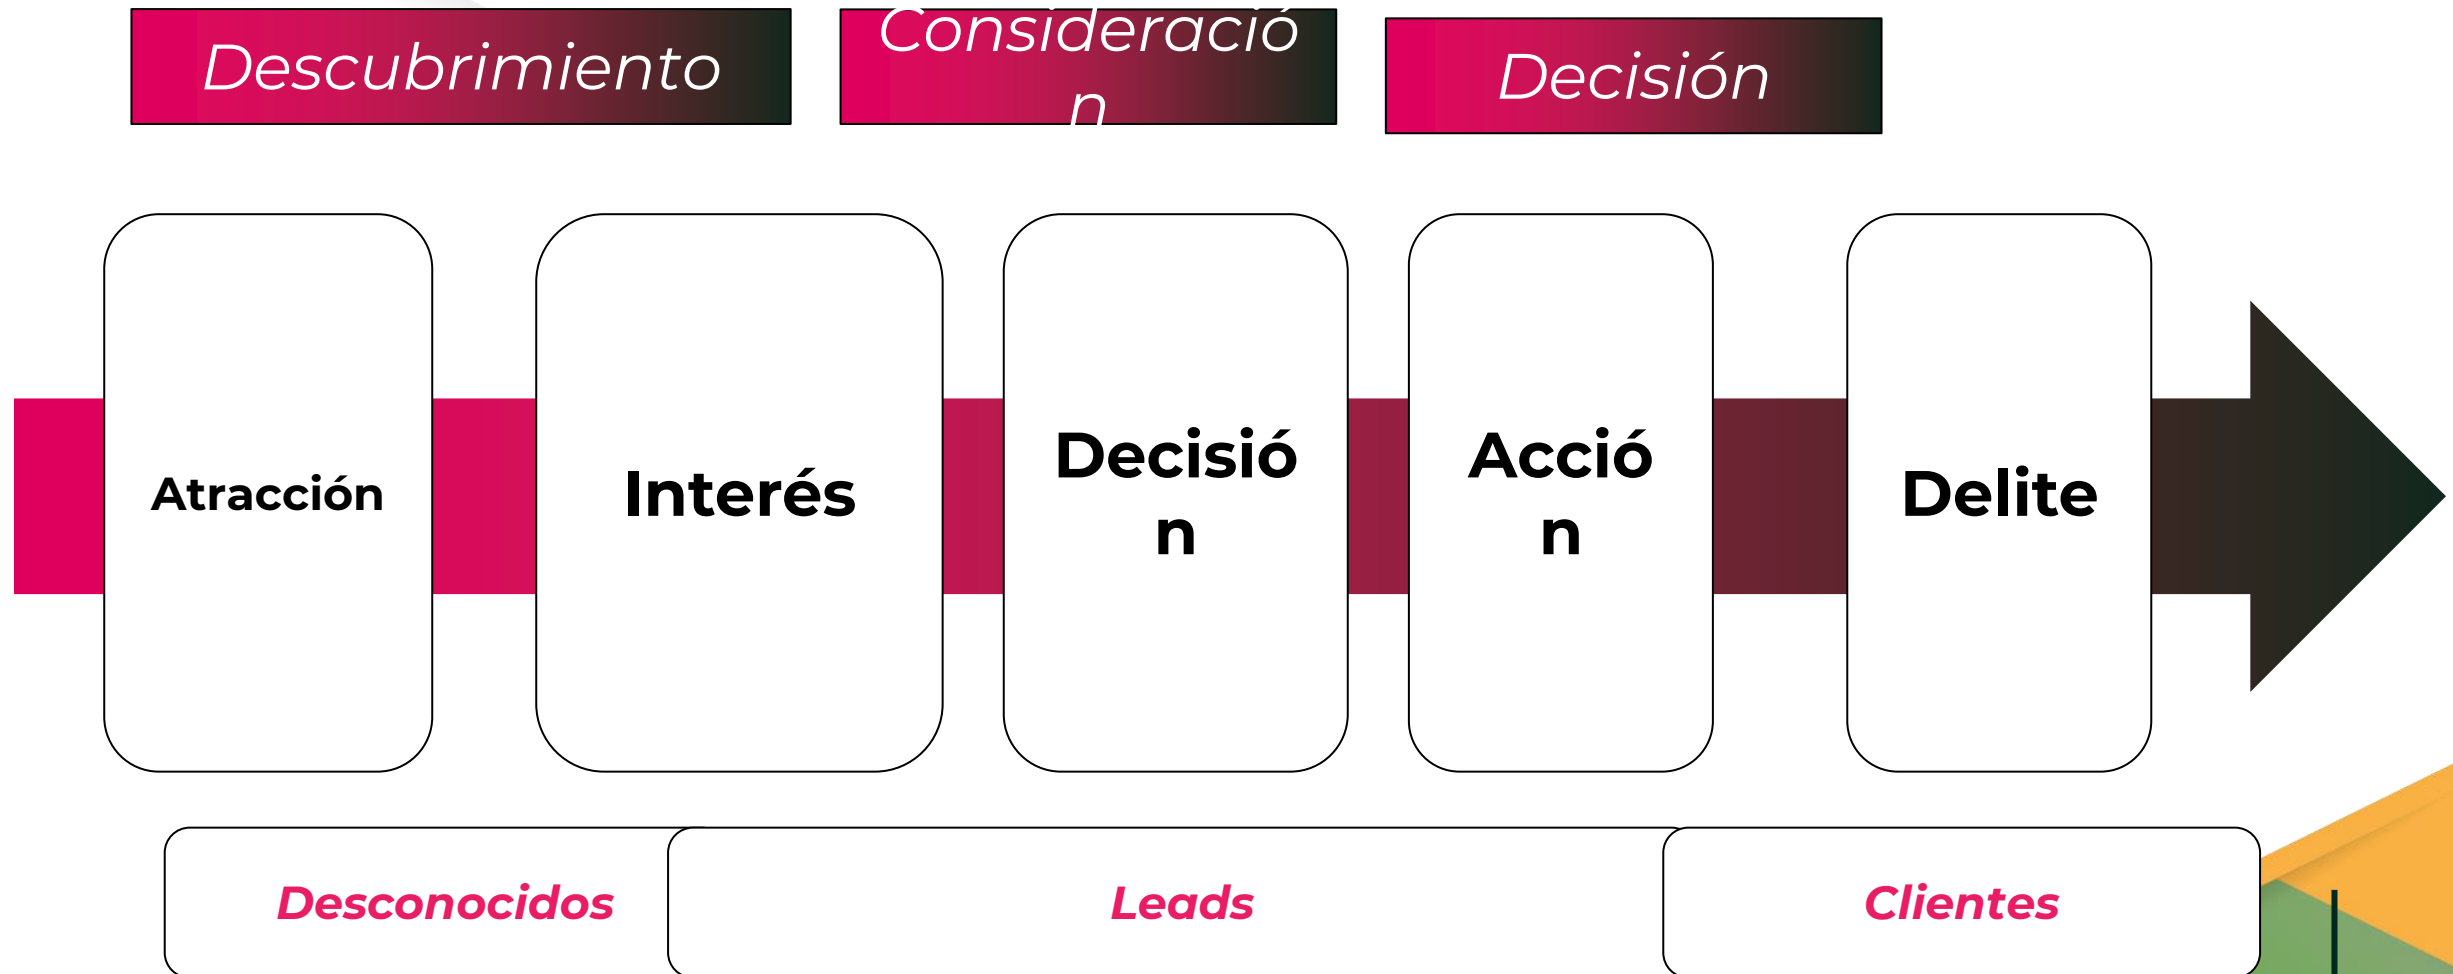 Descubrimiento
Consideració
n
Decisión
Atracción
Interés
Decisió
n
Acció
n
Delite
Desconocidos
Leads
Clientes